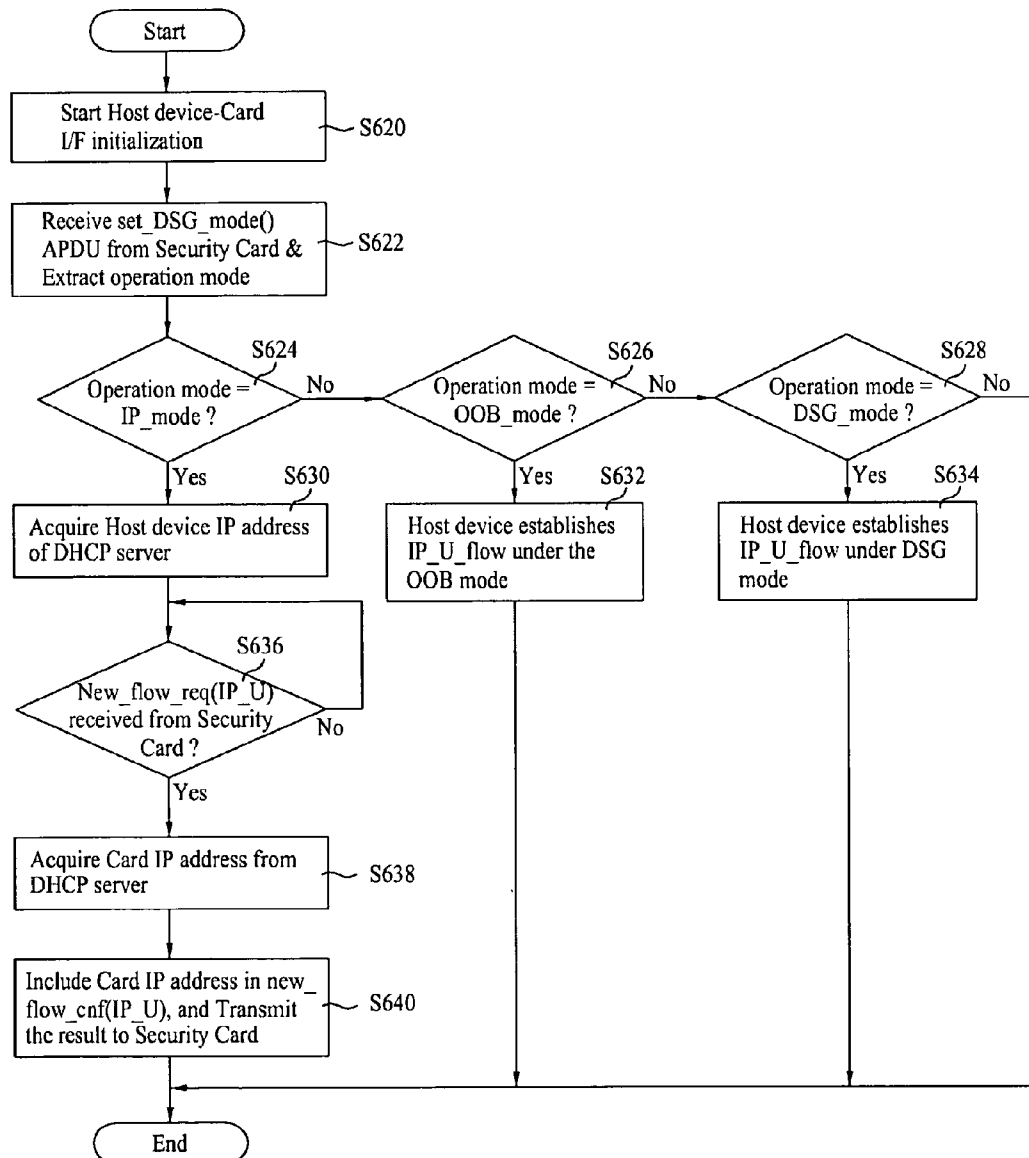 Start
Start Host device-Card
I/F initialization
S620
Receive set_DSG_mode()
APDU from Security Card &
Extract operation mode
S622
S624
Operation mode =
IP_mode ?
No
Yes
S626
Operation mode =
OOB_mode ?
No
Yes
S628
Operation mode =
DSG_mode ?
No
Yes
S630
Acquire Host device IP address
of DHCP server
S632
Host device establishes
IP_U_flow under the
OOB mode
S634
Host device establishes
IP_U_flow under DSG
mode
S636
New_flow_req(IP_U)
received from Security
Card ?
No
Yes
Acquire Card IP address from
DHCP server
S638
Include Card IP address in new_
flow_cnf(IP_U), and Transmit
the result to Security Card
S640
End